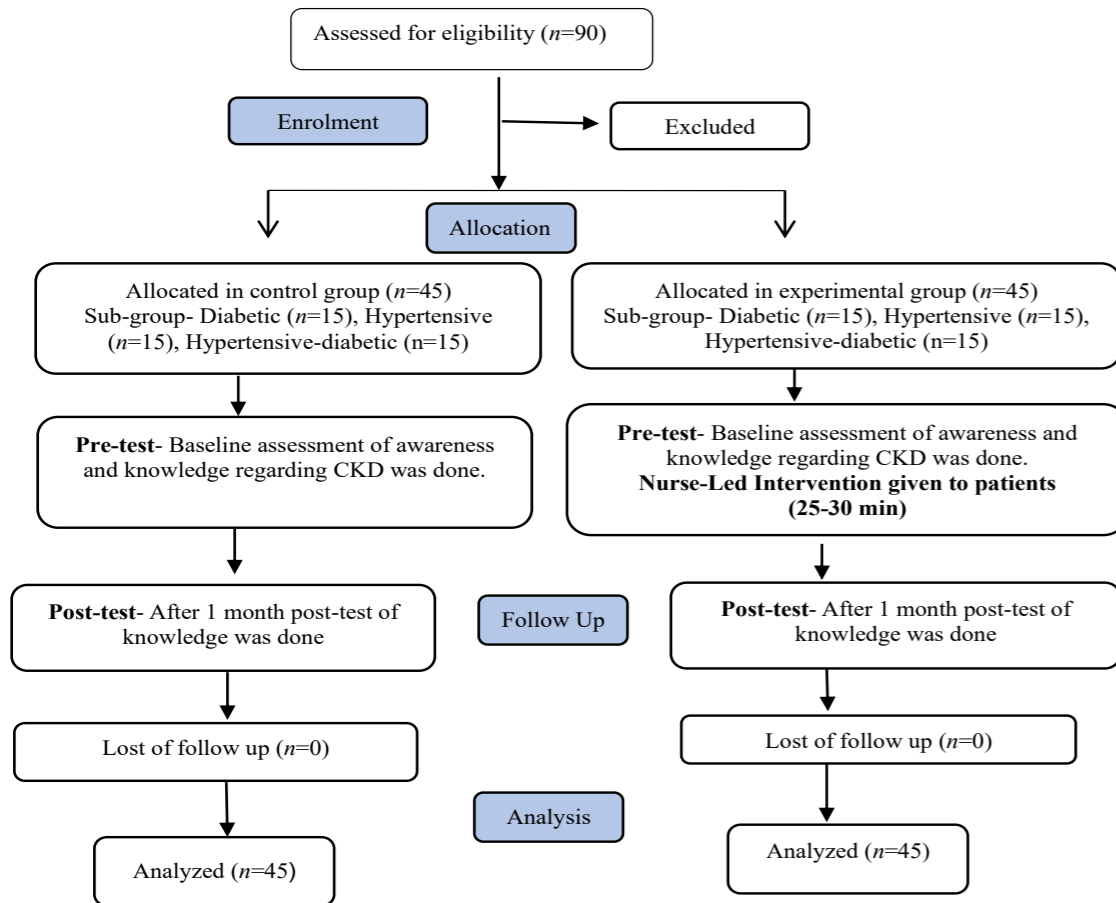 Assessed for eligibility (n=90)
Enrolment
Excluded
Allocation
Allocated in control group (n=45)
Sub-group- Diabetic (n=15), Hypertensive
(n=15), Hypertensive-diabetic (n=15)
Allocated in experimental group (n=45)
Sub-group- Diabetic (n=15), Hypertensive (n=15),
Hypertensive-diabetic (n=15)
Pre-test- Baseline assessment of awareness
and knowledge regarding CKD was done.
Pre-test- Baseline assessment of awareness and
knowledge regarding CKD was done.
Nurse-Led Intervention given to patients
(25-30 min)
Post-test- After 1 month post-test of
knowledge was done
Follow Up
Post-test- After 1 month post-test of
knowledge was done
Lost of follow up (n=0)
Lost of follow up (n=0)
Analysis
Analyzed (n=45)
Analyzed (n=45)